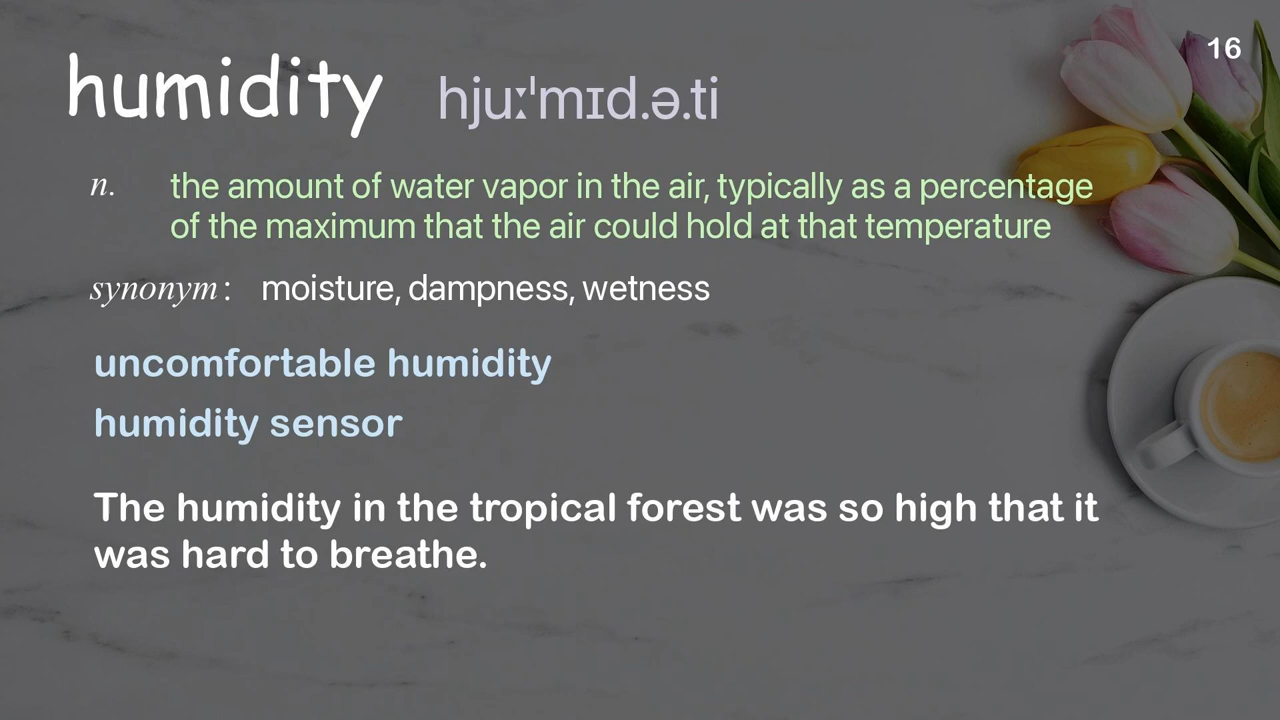 16
humidity hjuːˈmɪd.ə.ti
n. the amount of water vapor in the air, typically as a percentage
of the maximum that the air could hold at that temperature
synonym: moisture, dampness, wetness
uncomfortable humidity
humidity sensor
The humidity in the tropical forest was so high that it
was hard to breathe.